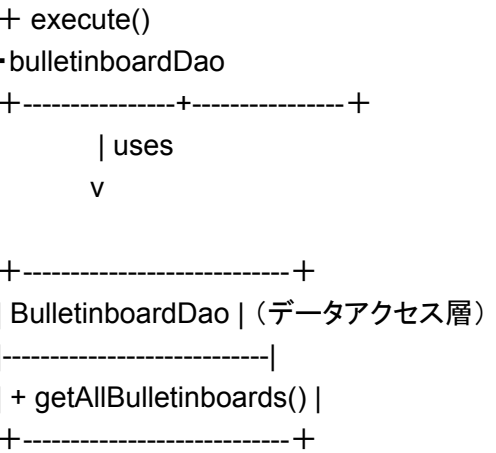 ＋ execute()
・bulletinboardDao
＋----------------+----------------＋
| uses
v
＋----------------------------＋
| BulletinboardDao |（データアクセス層）
|----------------------------|
| + getAllBulletinboards() |
＋----------------------------＋